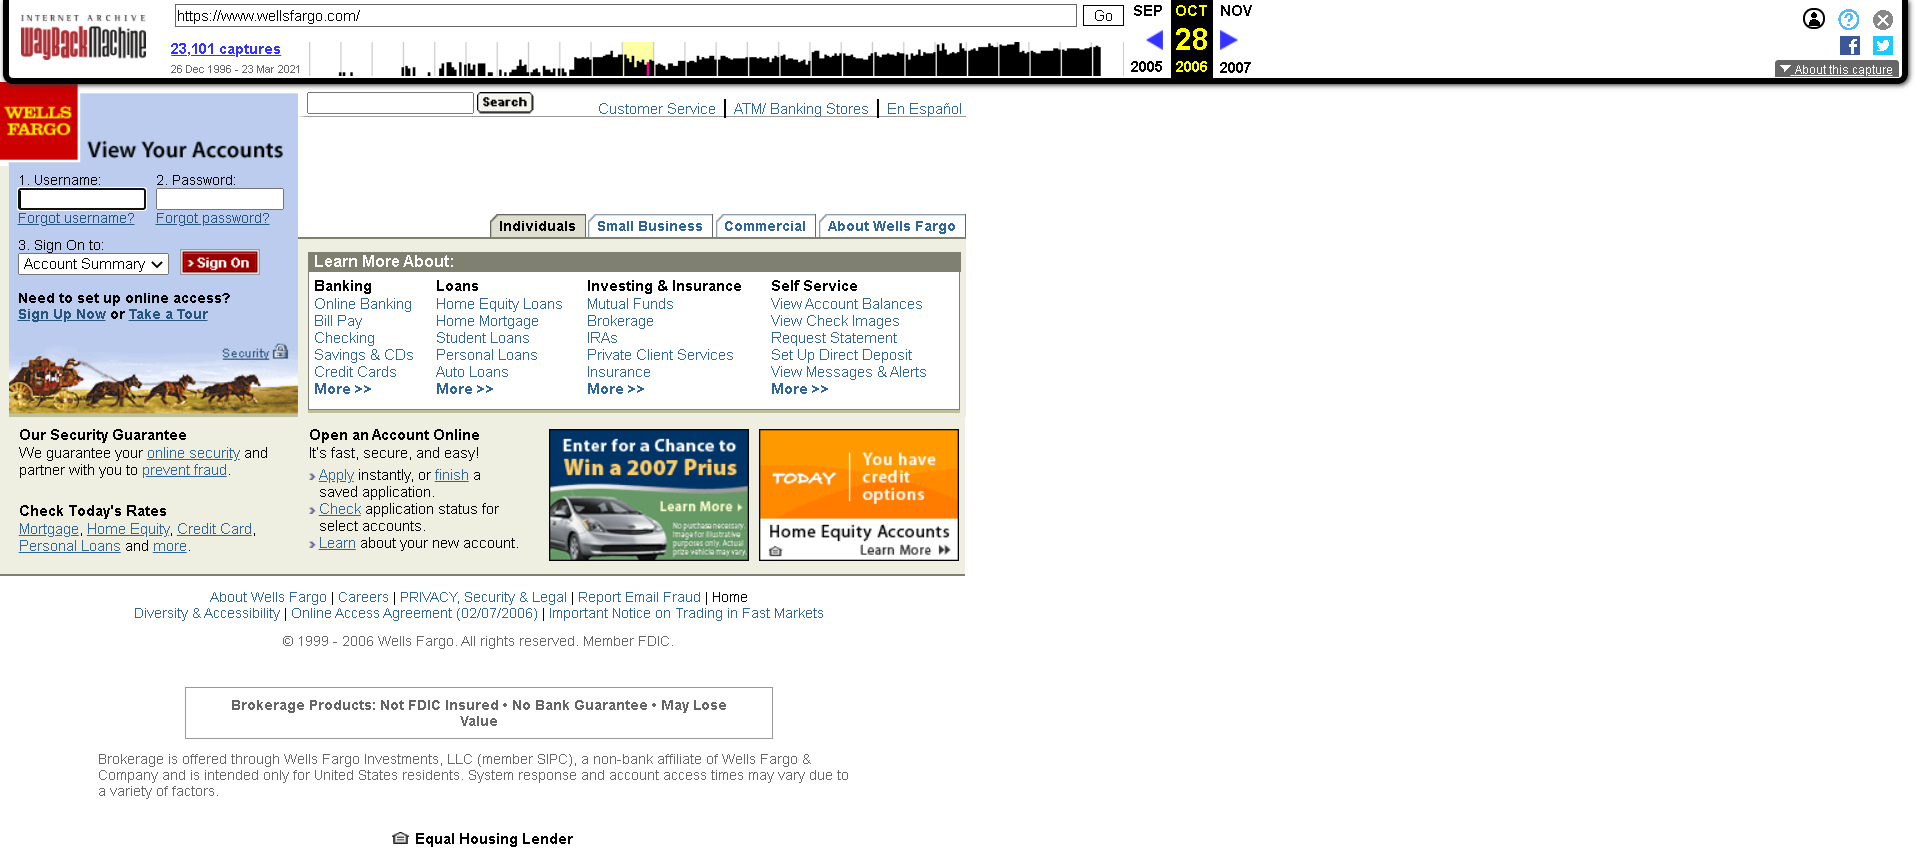 INTERNET ARCHIVE
WayBackMachine
https://www.wellsfargo.com/
Go
23,101 captures
26 Dec 1996 - 23 Mar 2021
SEP OCT NOV
28
2005 2006 2007
About this capture
WELLS
FARGO
View Your Accounts
1. Username:
2. Password:
Forgot username?
Forgot password?
3. Sign On to:
Account Summary
Sign On
Need to set up online access?
Sign Up Now or Take a Tour
Security
Search
Customer Service
ATM/ Banking Stores
En Español
Individuals
Small Business
Commercial
About Wells Fargo
Learn More About:
Banking
Online Banking
Bill Pay
Checking
Savings & CDs
Credit Cards
More >>
Loans
Home Equity Loans
Home Mortgage
Student Loans
Personal Loans
Auto Loans
More >>
Investing & Insurance
Mutual Funds
Brokerage
IRAs
Private Client Services
Insurance
More >>
Self Service
View Account Balances
View Check Images
Request Statement
Set Up Direct Deposit
View Messages & Alerts
More >>
Our Security Guarantee
We guarantee your online security and
partner with you to prevent fraud.
Check Today's Rates
Mortgage, Home Equity, Credit Card,
Personal Loans and more.
Open an Account Online
It's fast, secure, and easy!
Apply instantly, or finish a
saved application.
Check application status for
select accounts.
Learn about your new account.
Enter for a Chance to
Win a 2007 Prius
Learn More
No purchase necessary.
Image for illustrative
purposes only. Actual
prize vehicle may vary.
TODAY
You have
credit
options
Home Equity Accounts
Learn More
About Wells Fargo | Careers | PRIVACY, Security & Legal | Report Email Fraud | Home
Diversity & Accessibility | Online Access Agreement (02/07/2006) | Important Notice on Trading in Fast Markets
© 1999 - 2006 Wells Fargo. All rights reserved. Member FDIC.
Brokerage Products: Not FDIC Insured • No Bank Guarantee • May Lose
Value
Brokerage is offered through Wells Fargo Investments, LLC (member SIPC), a non-bank affiliate of Wells Fargo &
Company and is intended only for United States residents. System response and account access times may vary due to
a variety of factors.
Equal Housing Lender